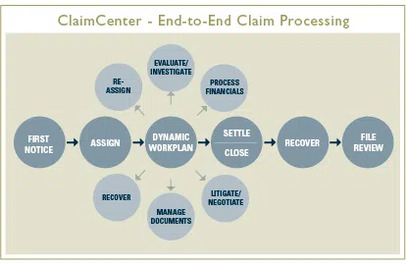 ClaimCenter - End-to-End Claim Processing
EVALUATE/
INVESTIGATE
RE-
ASSIGN
PROCESS
FINANCIALS
FIRST
NOTICE
ASSIGN
DYNAMIC
WORKPLAN
SETTLE
CLOSE
RECOVER
FILE
REVIEW
RECOVER
MANAGE
DOCUMENTS
LITIGATE/
NEGOTIATE